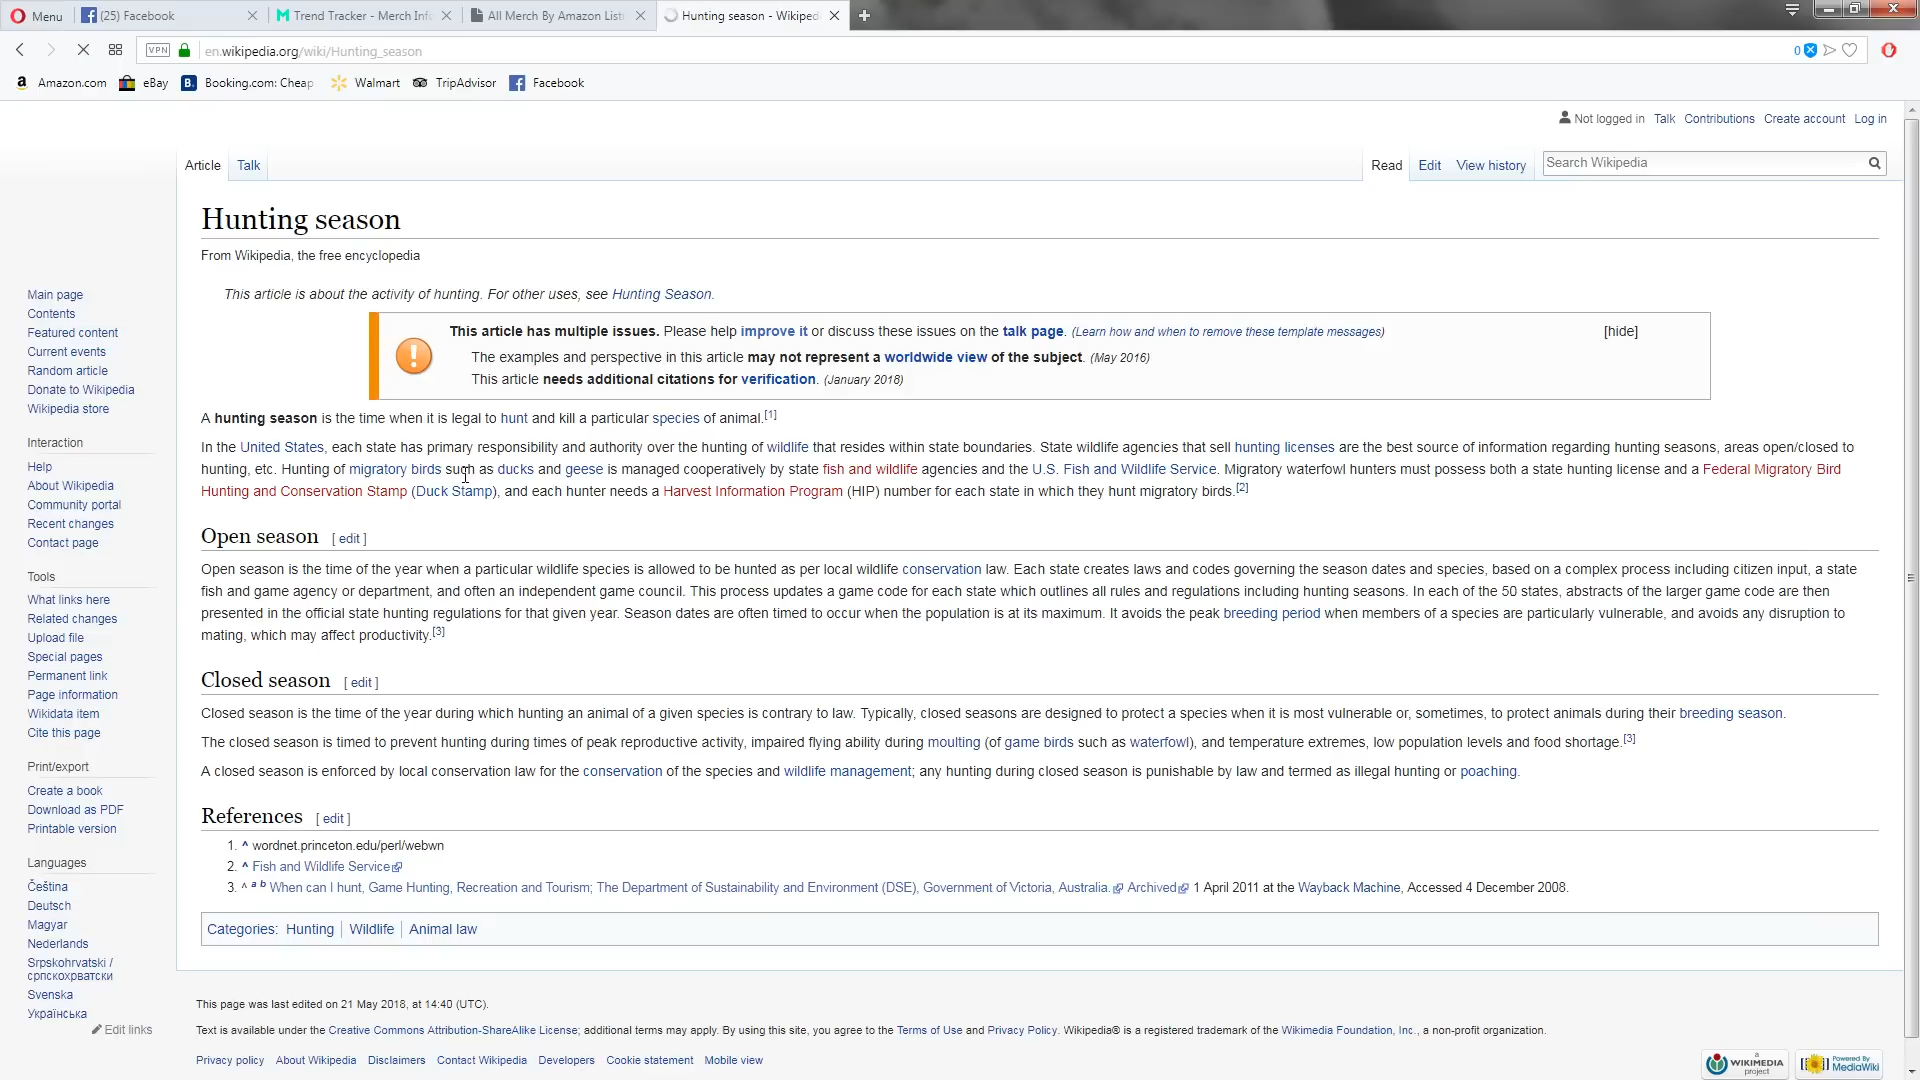 Menu
(25) Facebook
Trend Tracker - Merch Inf
All Merch By Amazon List
Hunting season - Wikiped
VPN
en.wikipedia.org/wiki/Hunting_season
0
Amazon.com
eBay
Booking.com: Cheap
Walmart
TripAdvisor
Facebook
Not logged in Talk Contributions Create account Log in
Article Talk
Read Edit View history
Search Wikipedia
Hunting season
From Wikipedia, the free encyclopedia
This article is about the activity of hunting. For other uses, see Hunting Season.
This article has multiple issues. Please help improve it or discuss these issues on the talk page. (Learn how and when to remove these template messages) [hide]
The examples and perspective in this article may not represent a worldwide view of the subject. (May 2016)
This article needs additional citations for verification. (January 2018)
A hunting season is the time when it is legal to hunt and kill a particular species of animal.[1]
In the United States, each state has primary responsibility and authority over the hunting of wildlife that resides within state boundaries. State wildlife agencies that sell hunting licenses are the best source of information regarding hunting seasons, areas open/closed to
hunting, etc. Hunting of migratory birds such as ducks and geese is managed cooperatively by state fish and wildlife agencies and the U.S. Fish and Wildlife Service. Migratory waterfowl hunters must possess both a state hunting license and a Federal Migratory Bird
Hunting and Conservation Stamp (Duck Stamp), and each hunter needs a Harvest Information Program (HIP) number for each state in which they hunt migratory birds.[2]
Open season [ edit ]
Open season is the time of the year when a particular wildlife species is allowed to be hunted as per local wildlife conservation law. Each state creates laws and codes governing the season dates and species, based on a complex process including citizen input, a state
fish and game agency or department, and often an independent game council. This process updates a game code for each state which outlines all rules and regulations including hunting seasons. In each of the 50 states, abstracts of the larger game code are then
presented in the official state hunting regulations for that given year. Season dates are often timed to occur when the population is at its maximum. It avoids the peak breeding period when members of a species are particularly vulnerable, and avoids any disruption to
mating, which may affect productivity.[3]
Closed season [ edit ]
Closed season is the time of the year during which hunting an animal of a given species is contrary to law. Typically, closed seasons are designed to protect a species when it is most vulnerable or, sometimes, to protect animals during their breeding season.
The closed season is timed to prevent hunting during times of peak reproductive activity, impaired flying ability during moulting (of game birds such as waterfowl), and temperature extremes, low population levels and food shortage.[3]
A closed season is enforced by local conservation law for the conservation of the species and wildlife management; any hunting during closed season is punishable by law and termed as illegal hunting or poaching.
References [ edit ]
1. ^ wordnet.princeton.edu/perl/webwn
2. ^ Fish and Wildlife Service
3. ^ a b When can I hunt, Game Hunting, Recreation and Tourism; The Department of Sustainability and Environment (DSE), Government of Victoria, Australia. Archived 1 April 2011 at the Wayback Machine, Accessed 4 December 2008.
Categories: Hunting | Wildlife | Animal law
Main page
Contents
Featured content
Current events
Random article
Donate to Wikipedia
Wikipedia store
Interaction
Help
About Wikipedia
Community portal
Recent changes
Contact page
Tools
What links here
Related changes
Upload file
Special pages
Permanent link
Page information
Wikidata item
Cite this page
Print/export
Create a book
Download as PDF
Printable version
Languages
Čeština
Deutsch
Magyar
Nederlands
Srpskohrvatski /
српскохрватски
Svenska
Українська
Edit links
This page was last edited on 21 May 2018, at 14:40 (UTC).
Text is available under the Creative Commons Attribution-ShareAlike License; additional terms may apply. By using this site, you agree to the Terms of Use and Privacy Policy. Wikipedia® is a registered trademark of the Wikimedia Foundation, Inc., a non-profit organization.
Privacy policy About Wikipedia Disclaimers Contact Wikipedia Developers Cookie statement Mobile view
a
WIKIMEDIA
project
Powered By
MediaWiki